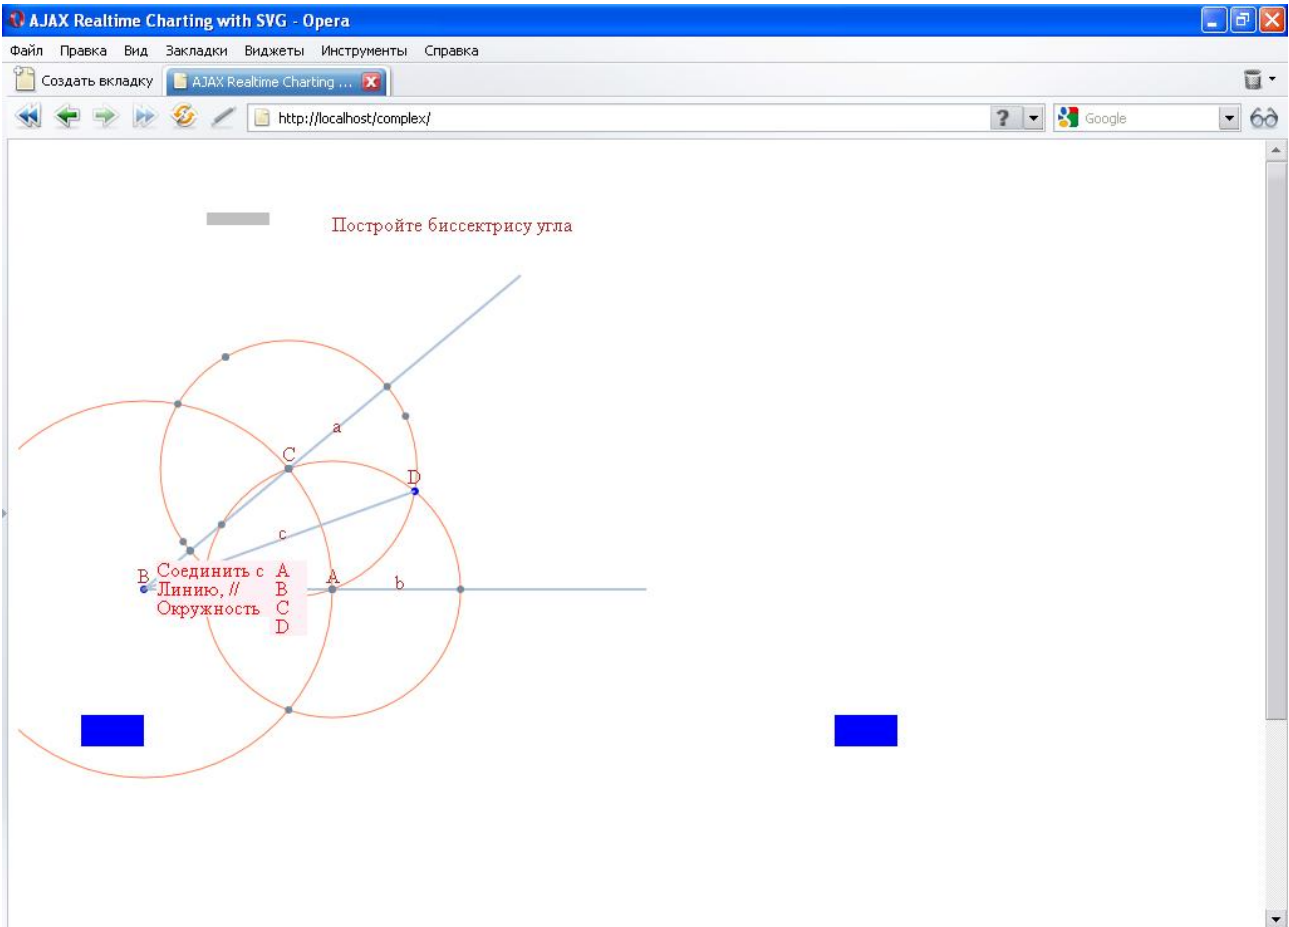 AJAX Realtime Charting with SVG - Opera
Файл Правка Вид Закладки Виджеты Инструменты Справка
Создать вкладку AJAX Realtime Charting ...
http://localhost/complex/ ? Google
Постройте биссектрису угла
a
C
D
c
B Соединить с A A
Линию, // B b
Окружность C
D